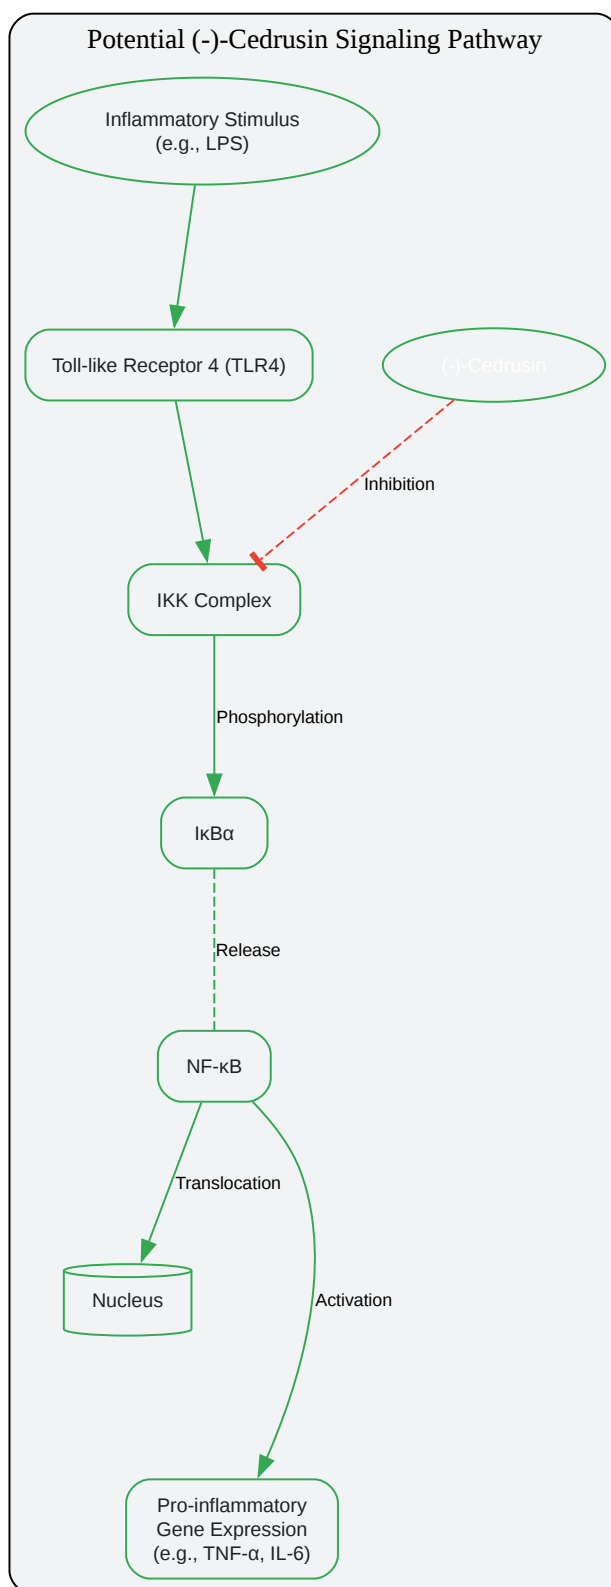 Potential (-)-Cedrusin Signaling Pathway
Inflammatory Stimulus
(e.g., LPS)
Toll-like Receptor 4 (TLR4)
(-)-Cedrusin
Inhibition
IKK Complex
Phosphorylation
IκBα
Release
NF-κB
Translocation
Nucleus
Activation
Pro-inflammatory
Gene Expression
(e.g., TNF-α, IL-6)